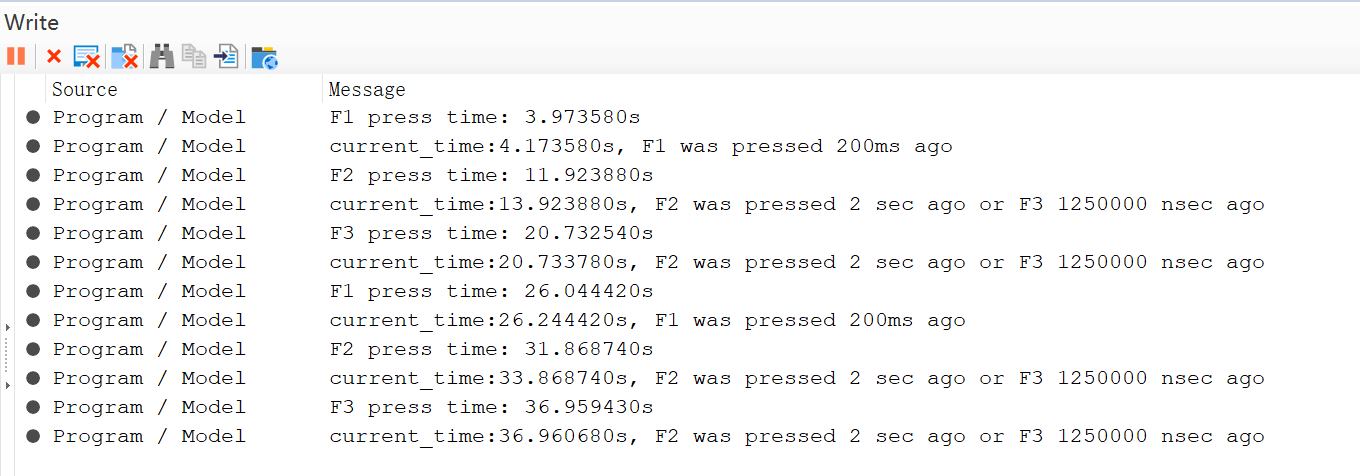 Write
Source Message
Program / Model F1 press time: 3.973580s
Program / Model current_time:4.173580s, F1 was pressed 200ms ago
Program / Model F2 press time: 11.923880s
Program / Model current_time:13.923880s, F2 was pressed 2 sec ago or F3 1250000 nsec ago
Program / Model F3 press time: 20.732540s
Program / Model current_time:20.733780s, F2 was pressed 2 sec ago or F3 1250000 nsec ago
Program / Model F1 press time: 26.044420s
Program / Model current_time:26.244420s, F1 was pressed 200ms ago
Program / Model F2 press time: 31.868740s
Program / Model current_time:33.868740s, F2 was pressed 2 sec ago or F3 1250000 nsec ago
Program / Model F3 press time: 36.959430s
Program / Model current_time:36.960680s, F2 was pressed 2 sec ago or F3 1250000 nsec ago